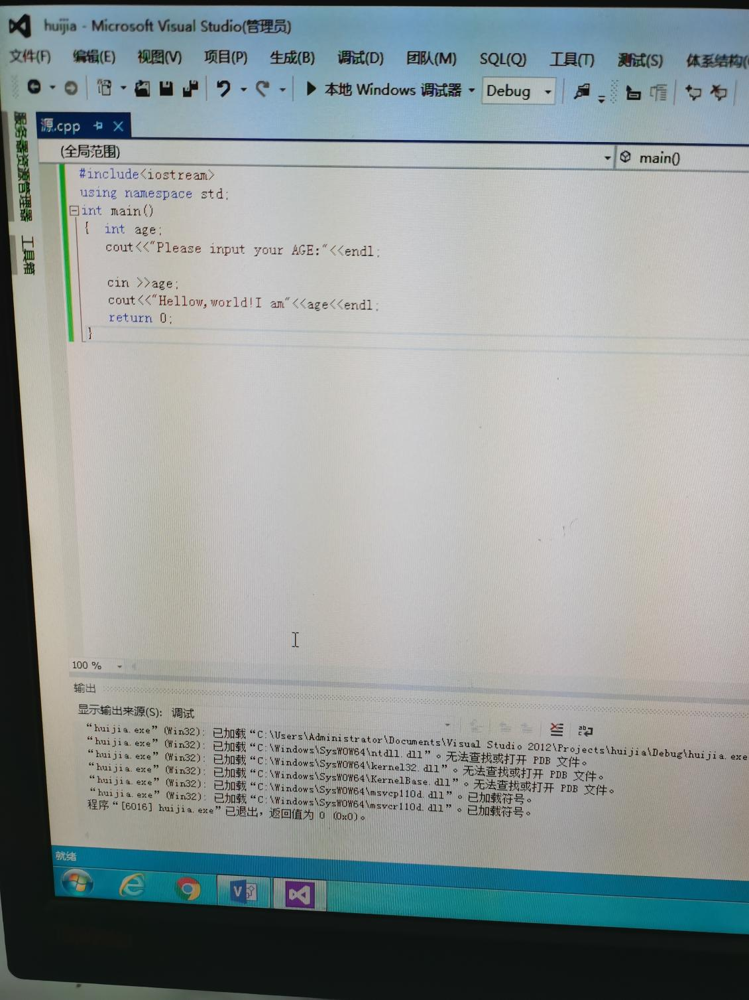 huijia - Microsoft Visual Studio(管理员)
文件(F) 编辑(E) 视图(V) 项目(P) 生成(B) 调试(D) 团队(M) SQL(Q) 工具(T) 测试(S) 体系结构(
本地 Windows 调试器 Debug
服务器资源管理器
工具箱
源.cpp
(全局范围) main()
#include<iostream>
using namespace std;
int main()
{ int age;
cout<<"Please input your AGE:"<<endl;
cin >>age;
cout<<"Hellow,world!I am"<<age<<endl;
return 0;
}
100 %
输出
显示输出来源(S): 调试
“huijia.exe” (Win32): 已加载“C:\Users\Administrator\Documents\Visual Studio 2012\Projects\huijia\Debug\huijia.exe
“huijia.exe” (Win32): 已加载“C:\Windows\SysWOW64\ntdll.dll”。无法查找或打开 PDB 文件。
“huijia.exe” (Win32): 已加载“C:\Windows\SysWOW64\kernel32.dll”。无法查找或打开 PDB 文件。
“huijia.exe” (Win32): 已加载“C:\Windows\SysWOW64\KernelBase.dll”。无法查找或打开 PDB 文件。
“huijia.exe” (Win32): 已加载“C:\Windows\SysWOW64\msvcp110d.dll”。已加载符号。
“huijia.exe” (Win32): 已加载“C:\Windows\SysWOW64\msvcr110d.dll”。已加载符号。
程序“[6016] huijia.exe”已退出，返回值为 0 (0x0)。
就绪